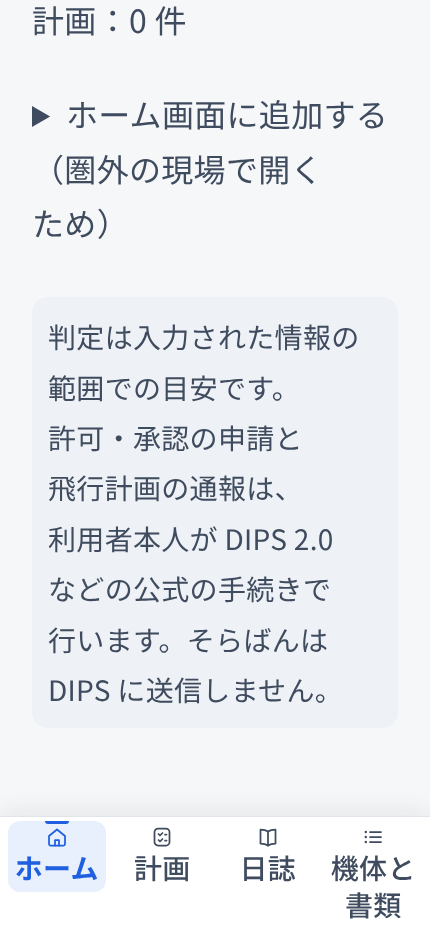 計画：0 件
▶ ホーム画面に追加する
（圏外の現場で開く
ため）
判定は入力された情報の
範囲での目安です。
許可・承認の申請と
飛行計画の通報は、
利用者本人が DIPS 2.0
などの公式の手続きで
行います。そらばんは
DIPS に送信しません。
ホーム
計画
日誌
機体と
書類